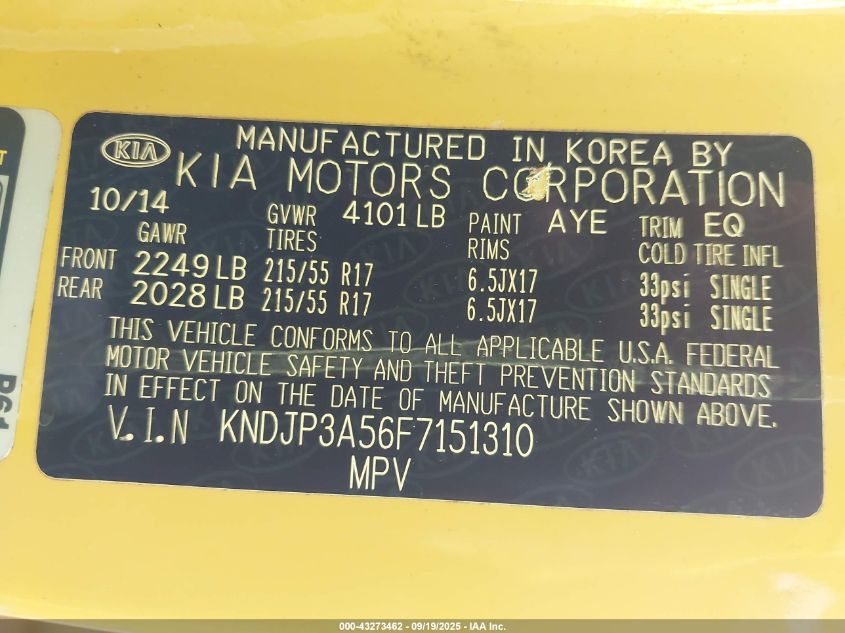 KIA
MANUFACTURED IN KOREA BY
KIA MOTORS CORPORATION
10/14 GVWR 4101 LB PAINT AYE TRIM EQ
GAWR TIRES RIMS COLD TIRE INFL
FRONT 2249 LB 215/55 R17 6.5JX17 33psi SINGLE
REAR 2028 LB 215/55 R17 6.5JX17 33psi SINGLE
THIS VEHICLE CONFORMS TO ALL APPLICABLE U.S.A. FEDERAL
MOTOR VEHICLE SAFETY AND THEFT PREVENTION STANDARDS
IN EFFECT ON THE DATE OF MANUFACTURE SHOWN ABOVE.
V.I.N KNDJP3A56F7151310
MPV
000-43273462 - 09/19/2025 - IAA Inc.